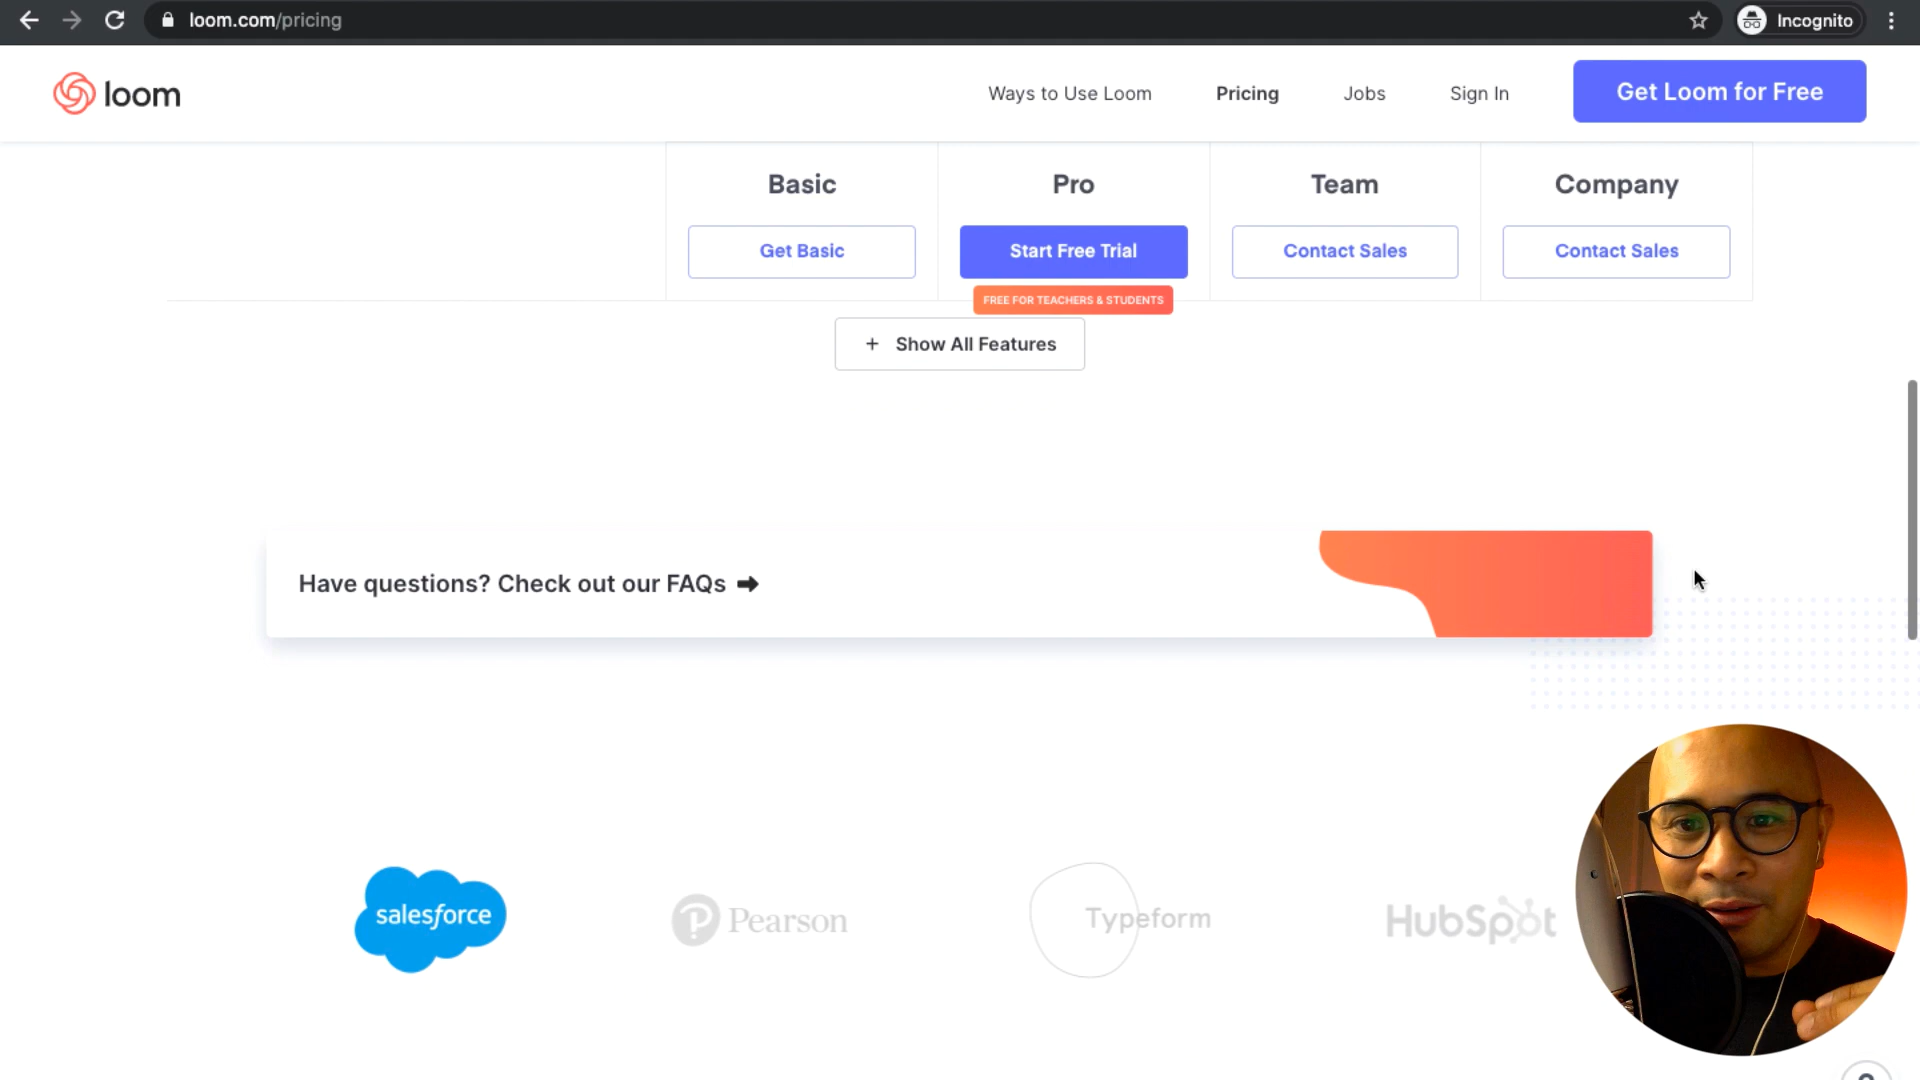 loom.com/pricing
Incognito
loom
Ways to Use Loom
Pricing
Jobs
Sign In
Get Loom for Free
Basic
Pro
Team
Company
Get Basic
Start Free Trial
Contact Sales
Contact Sales
FREE FOR TEACHERS & STUDENTS
+ Show All Features
Have questions? Check out our FAQs ➡
salesforce
Pearson
Typeform
HubSpot